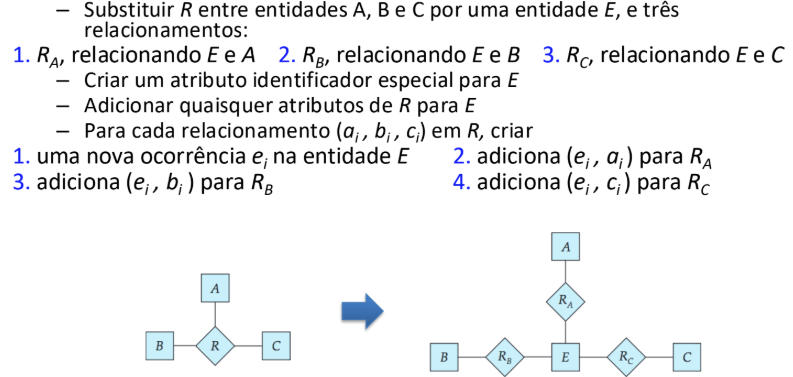 – Substituir R entre entidades A, B e C por uma entidade E, e três
relacionamentos:
1. R_A, relacionando E e A 2. R_B, relacionando E e B 3. R_C, relacionando E e C
– Criar um atributo identificador especial para E
– Adicionar quaisquer atributos de R para E
– Para cada relacionamento (a_i , b_i , c_i) em R, criar
1. uma nova ocorrência e_i na entidade E 2. adiciona (e_i , a_i ) para R_A
3. adiciona (e_i , b_i ) para R_B 4. adiciona (e_i , c_i ) para R_C
A
B R C
A
R_A
B R_B E R_C C